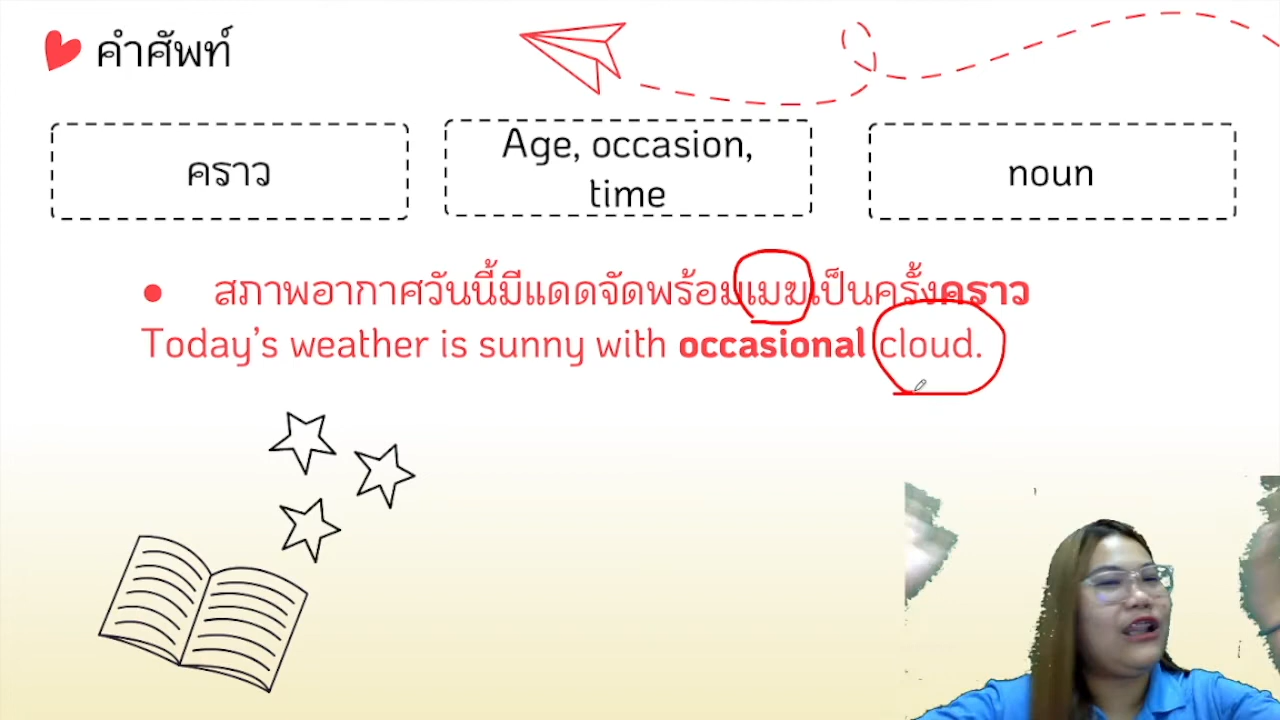 คำศัพท์
คราว
Age, occasion,
time
noun
● สภาพอากาศวันนี้มีแดดจัดพร้อมเมฆเป็นครั้งคราว
Today’s weather is sunny with occasional cloud.